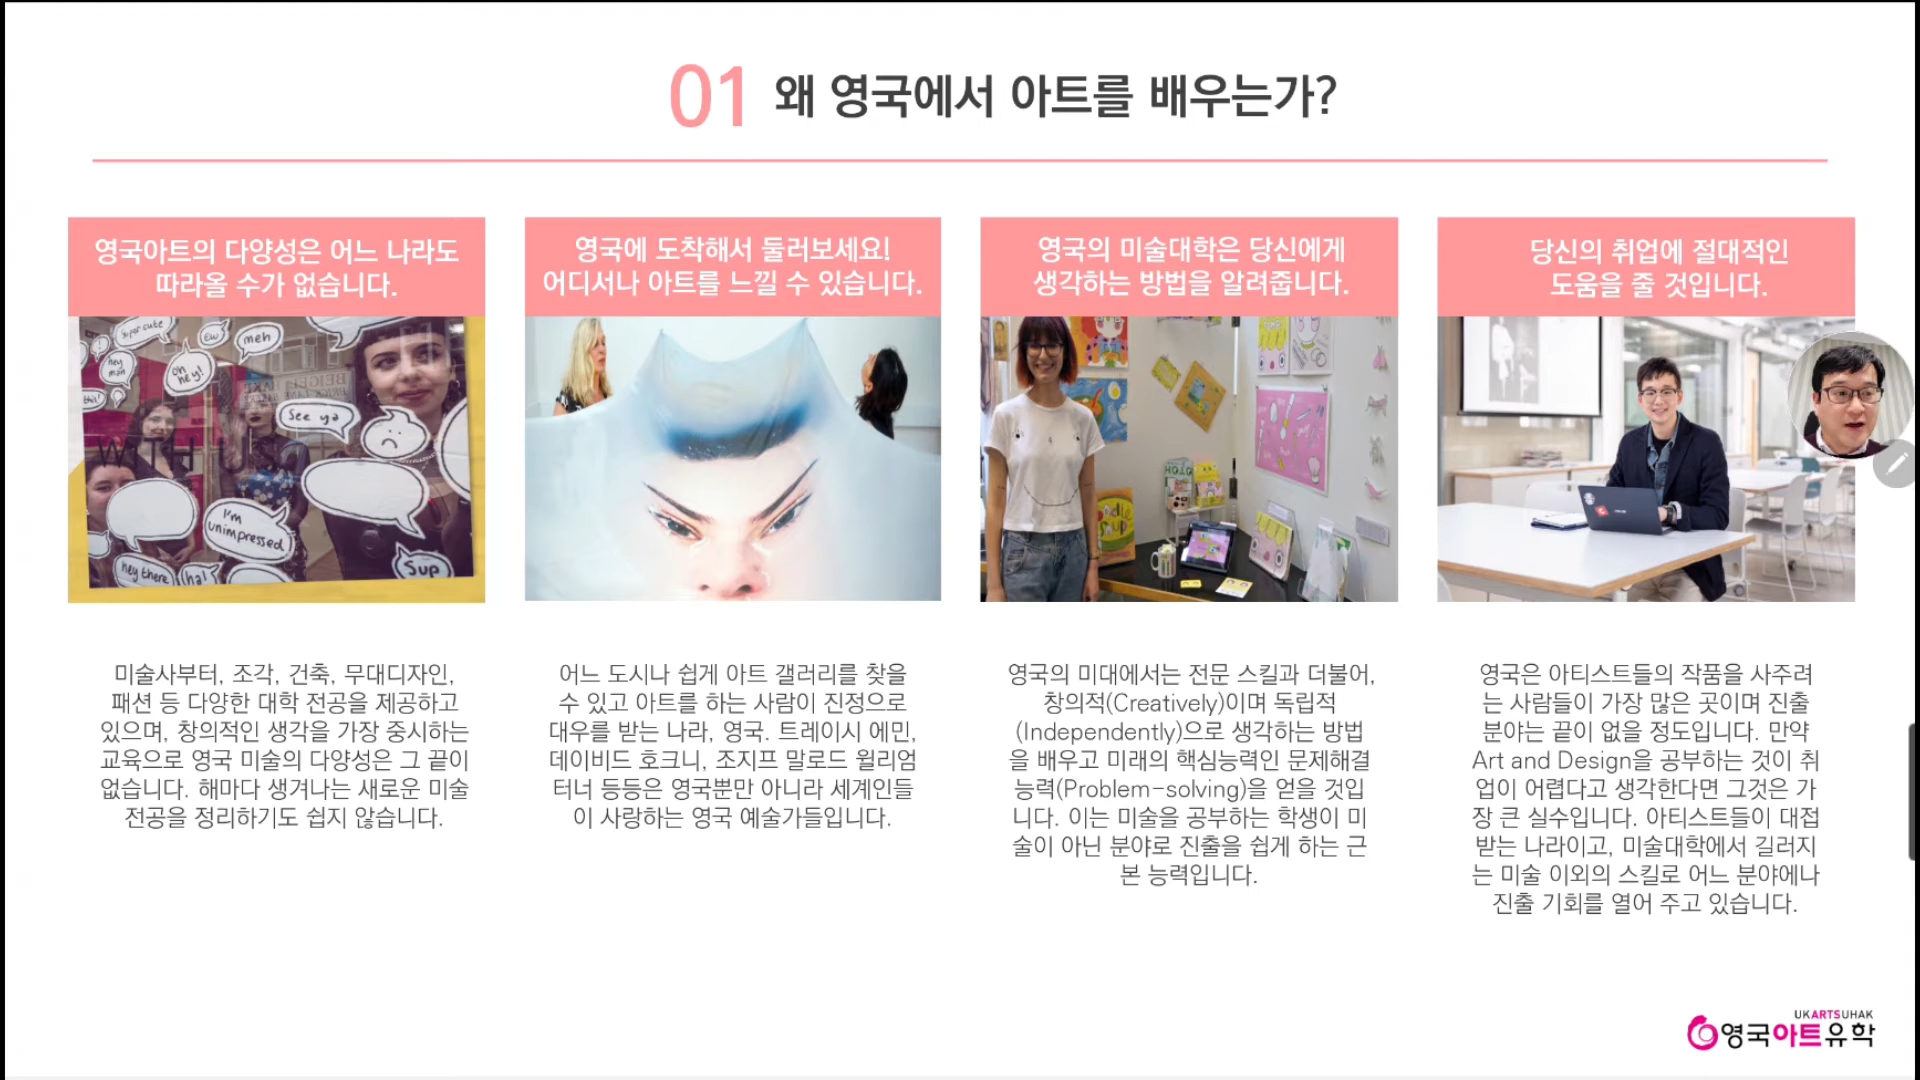 01 왜 영국에서 아트를 배우는가?
영국아트의 다양성은 어느 나라도
따라올 수가 없습니다.
super cute
EW
meh
hey man
oh hey!
this!
See ya
WITH US
I'm unimpressed
hey there
ha!
Sup
미술사부터, 조각, 건축, 무대디자인,
패션 등 다양한 대학 전공을 제공하고
있으며, 창의적인 생각을 가장 중시하는
교육으로 영국 미술의 다양성은 그 끝이
없습니다. 해마다 생겨나는 새로운 미술
전공을 정리하기도 쉽지 않습니다.
영국에 도착해서 둘러보세요!
어디서나 아트를 느낄 수 있습니다.
어느 도시나 쉽게 아트 갤러리를 찾을
수 있고 아트를 하는 사람이 진정으로
대우를 받는 나라, 영국. 트레이시 에민,
데이비드 호크니, 조지프 말로드 윌리엄
터너 등등은 영국뿐만 아니라 세계인들
이 사랑하는 영국 예술가들입니다.
영국의 미술대학은 당신에게
생각하는 방법을 알려줍니다.
영국의 미대에서는 전문 스킬과 더불어,
창의적(Creatively)이며 독립적
(Independently)으로 생각하는 방법
을 배우고 미래의 핵심능력인 문제해결
능력(Problem-solving)을 얻을 것입
니다. 이는 미술을 공부하는 학생이 미
술이 아닌 분야로 진출을 쉽게 하는 근
본 능력입니다.
당신의 취업에 절대적인
도움을 줄 것입니다.
영국은 아티스트들의 작품을 사주려
는 사람들이 가장 많은 곳이며 진출
분야는 끝이 없을 정도입니다. 만약
Art and Design을 공부하는 것이 취
업이 어렵다고 생각한다면 그것은 가
장 큰 실수입니다. 아티스트들이 대접
받는 나라이고, 미술대학에서 길러지
는 미술 이외의 스킬로 어느 분야에나
진출 기회를 열어 주고 있습니다.
UKARTSUHAK
영국아트유학